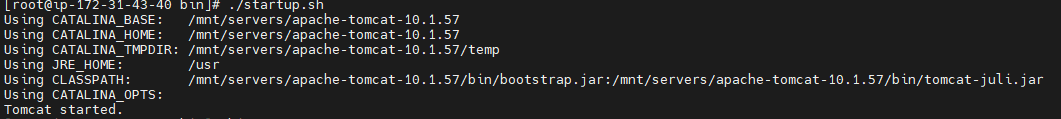 [root@ip-172-31-43-40 bin]# ./startup.sh
Using CATALINA_BASE:   /mnt/servers/apache-tomcat-10.1.57
Using CATALINA_HOME:   /mnt/servers/apache-tomcat-10.1.57
Using CATALINA_TMPDIR: /mnt/servers/apache-tomcat-10.1.57/temp
Using JRE_HOME:        /usr
Using CLASSPATH:       /mnt/servers/apache-tomcat-10.1.57/bin/bootstrap.jar:/mnt/servers/apache-tomcat-10.1.57/bin/tomcat-juli.jar
Using CATALINA_OPTS:
Tomcat started.